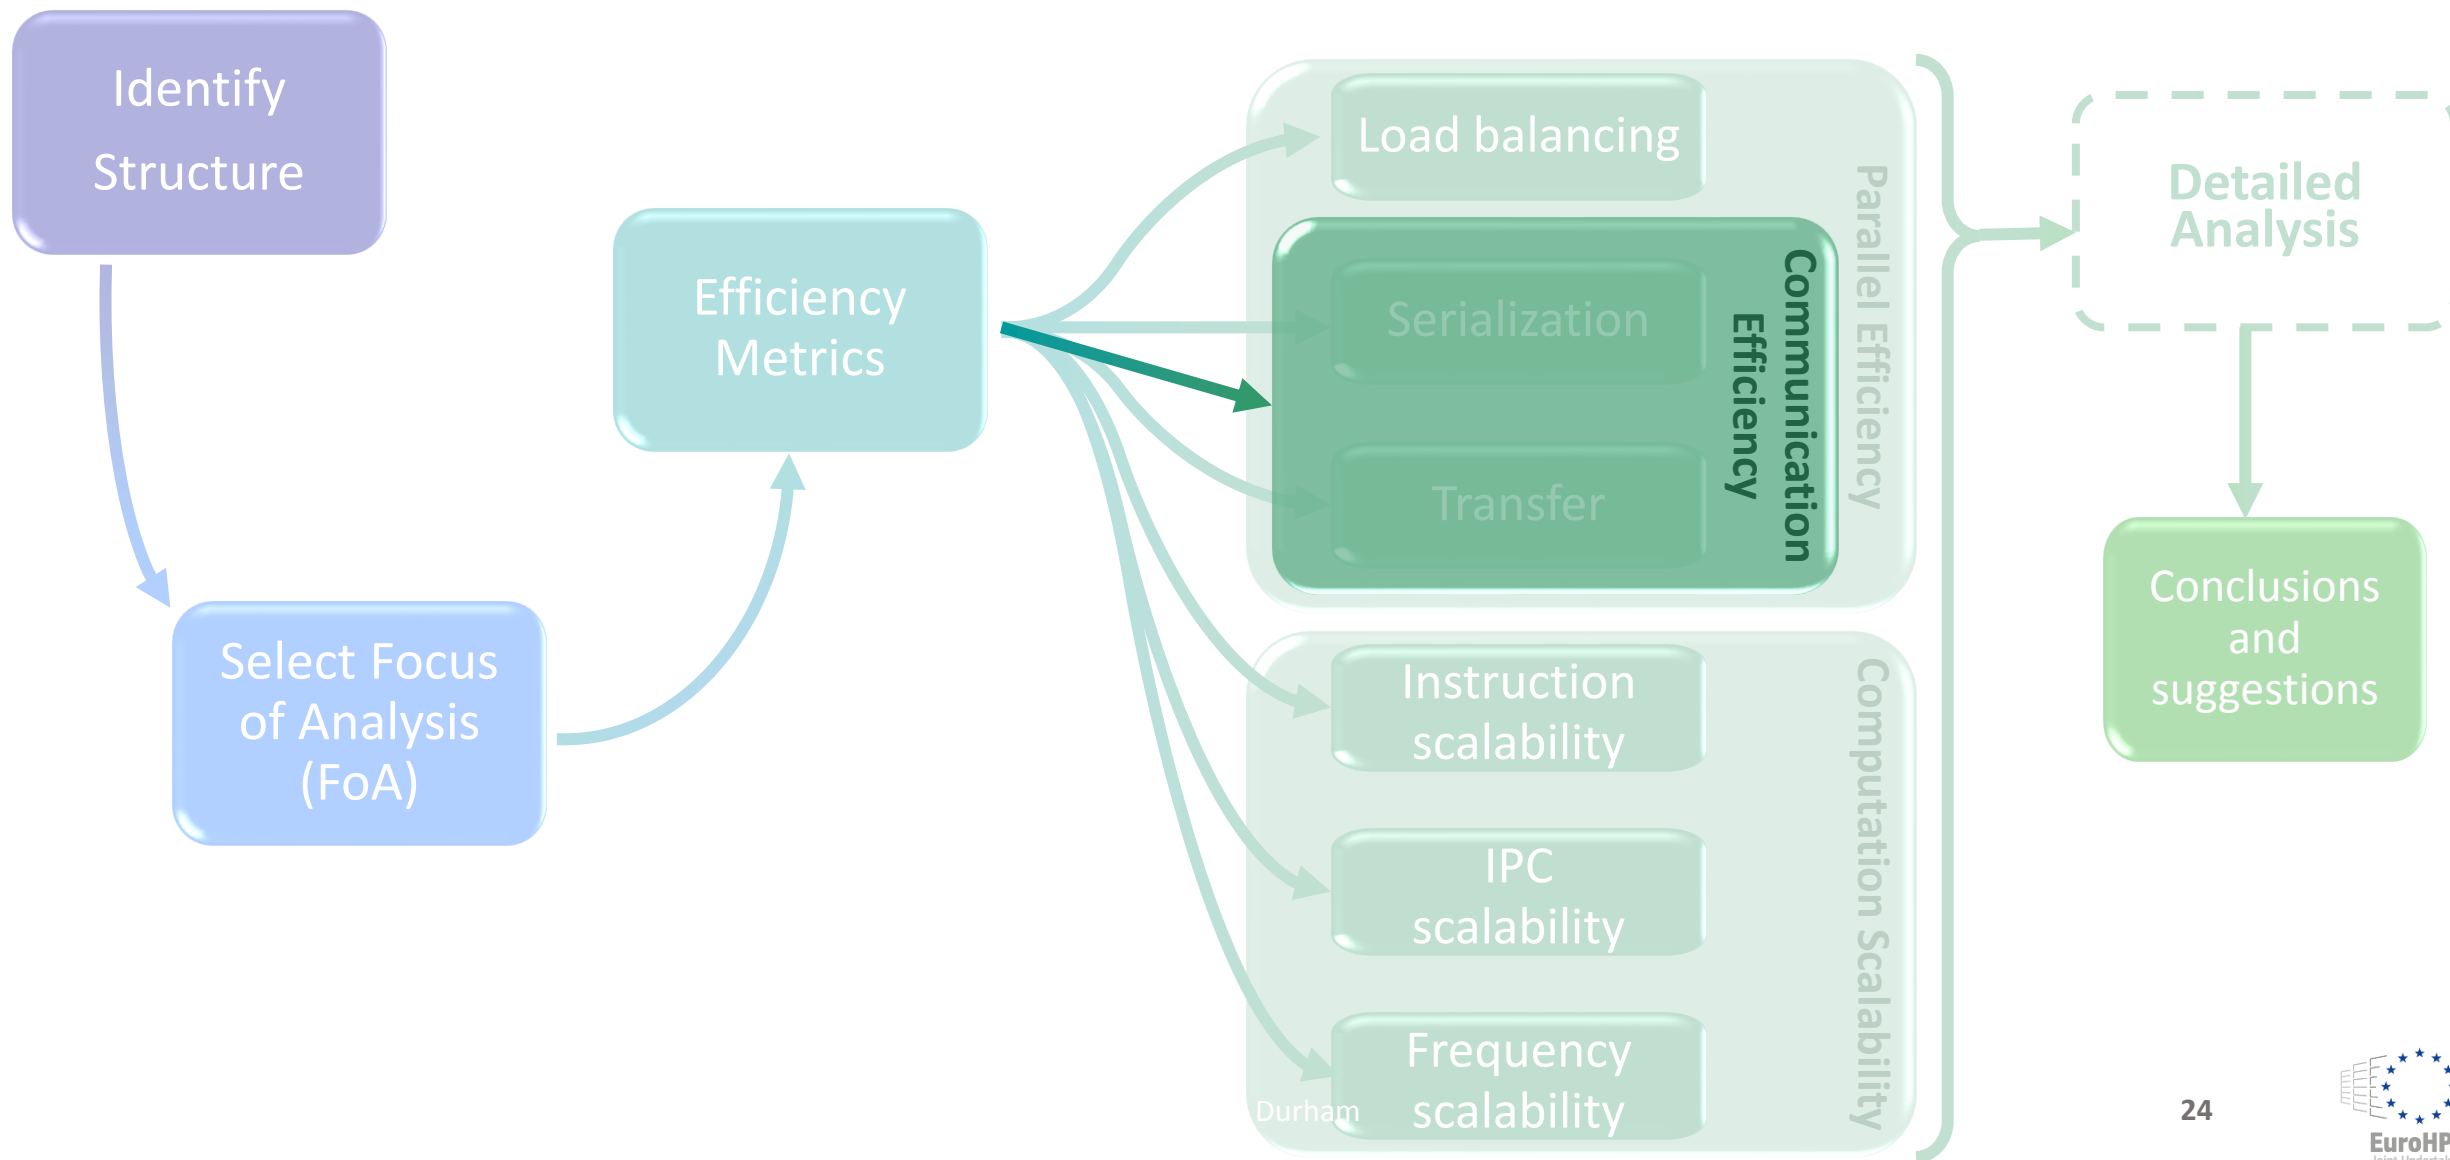 Identify
Structure
Select Focus
of Analysis
(FoA)
Efficiency
Metrics
Load balancing
Serialization
Transfer
Communication
Efficiency
Parallel Efficiency
Instruction
scalability
IPC
scalability
Frequency
scalability
Computation Scalability
Durham
Detailed
Analysis
Conclusions
and
suggestions
24
EuroHP